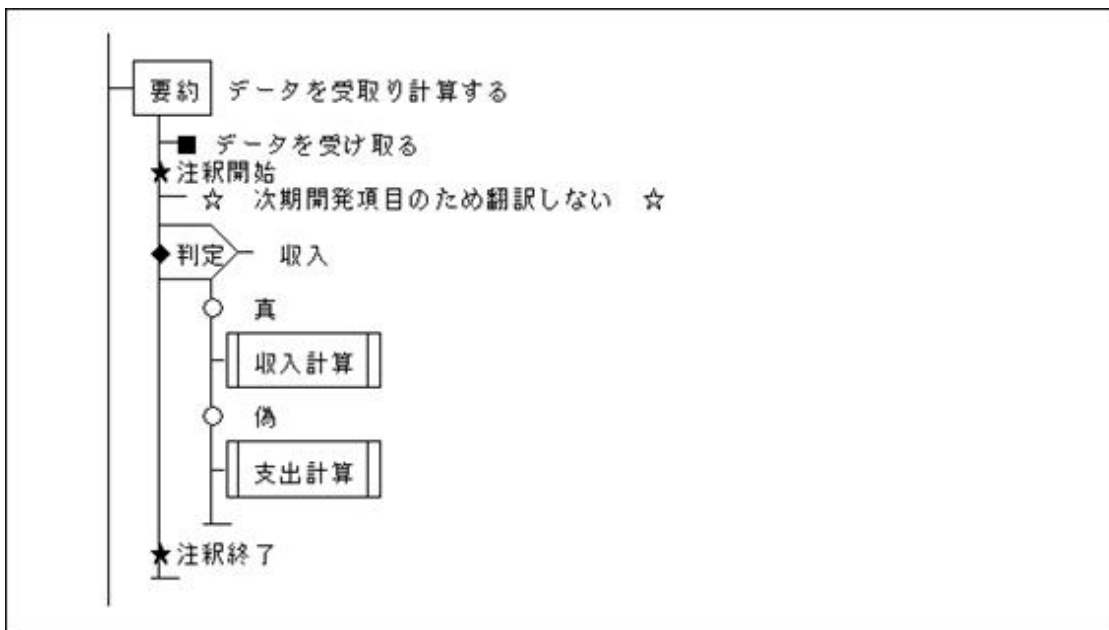 要約 データを受取り計算する
■ データを受け取る
★注釈開始
☆ 次期開発項目のため翻訳しない ☆
◆判定 収入
真
収入計算
偽
支出計算
★注釈終了